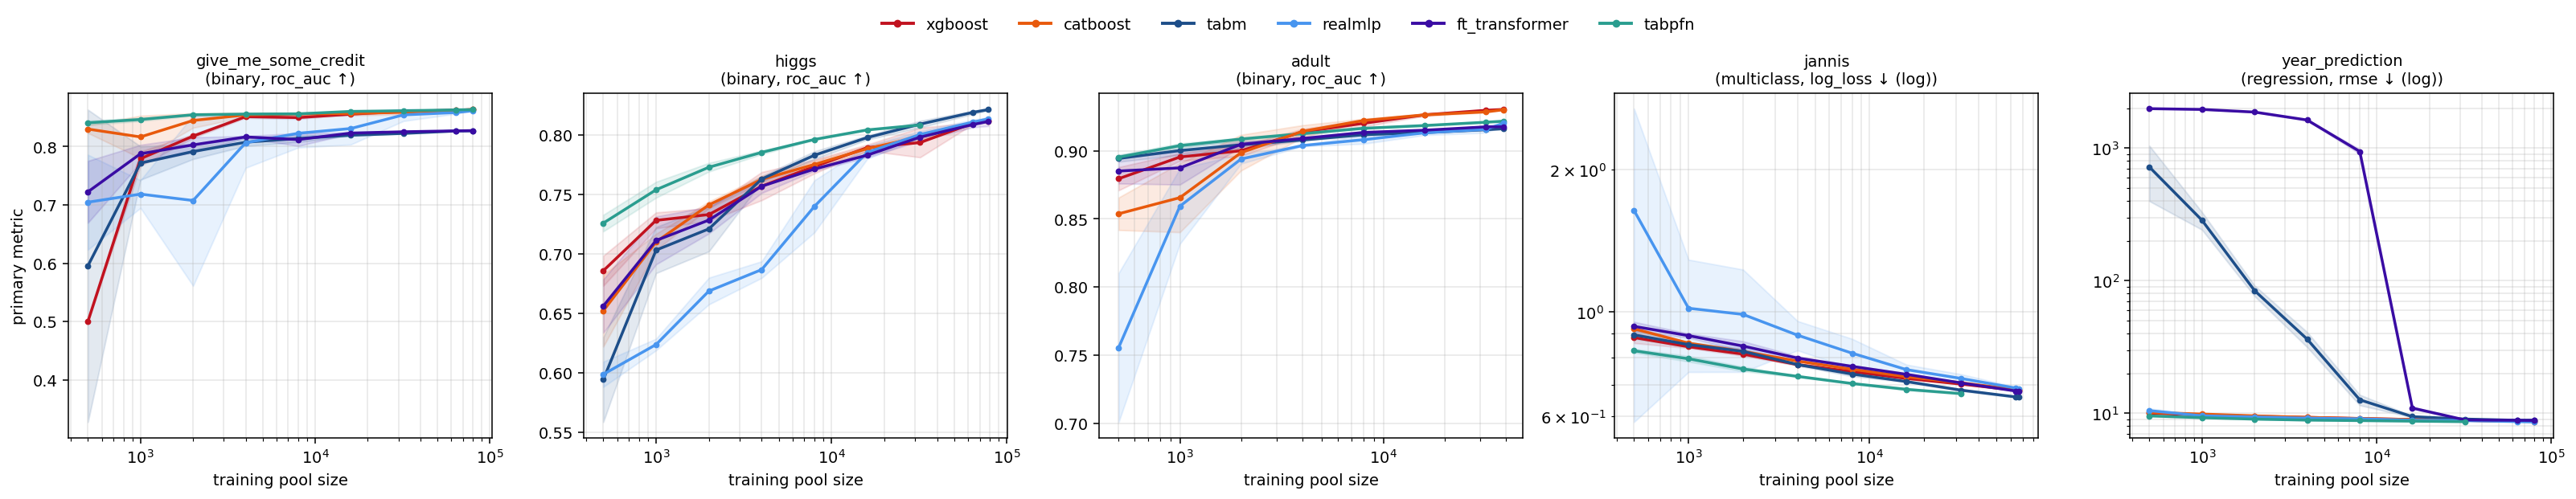 xgboost catboost tabm realmlp ft_transformer tabpfn
give_me_some_credit
(binary, roc_auc ↑)
primary metric
0.8
0.7
0.6
0.5
0.4
10³ 10⁴ 10⁵
training pool size
higgs
(binary, roc_auc ↑)
0.80
0.75
0.70
0.65
0.60
0.55
10³ 10⁴ 10⁵
training pool size
adult
(binary, roc_auc ↑)
0.90
0.85
0.80
0.75
0.70
10³ 10⁴
training pool size
jannis
(multiclass, log_loss ↓ (log))
2 × 10⁰
10⁰
6 × 10⁻¹
10³ 10⁴
training pool size
year_prediction
(regression, rmse ↓ (log))
10³
10²
10¹
10³ 10⁴ 10⁵
training pool size